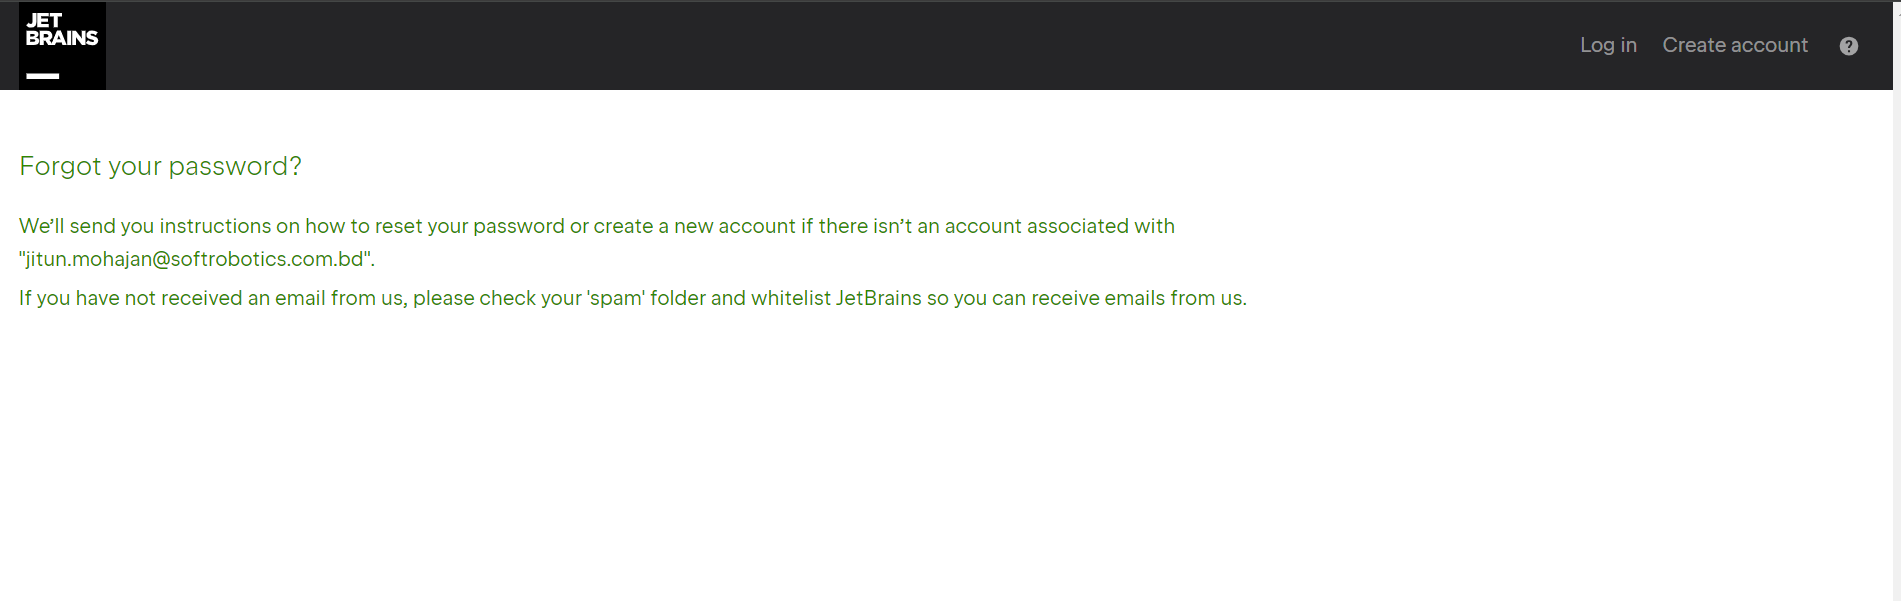 JET
BRAINS
Log in
Create account
?
Forgot your password?
We’ll send you instructions on how to reset your password or create a new account if there isn’t an account associated with
"jitun.mohajan@softrobotics.com.bd".
If you have not received an email from us, please check your 'spam' folder and whitelist JetBrains so you can receive emails from us.